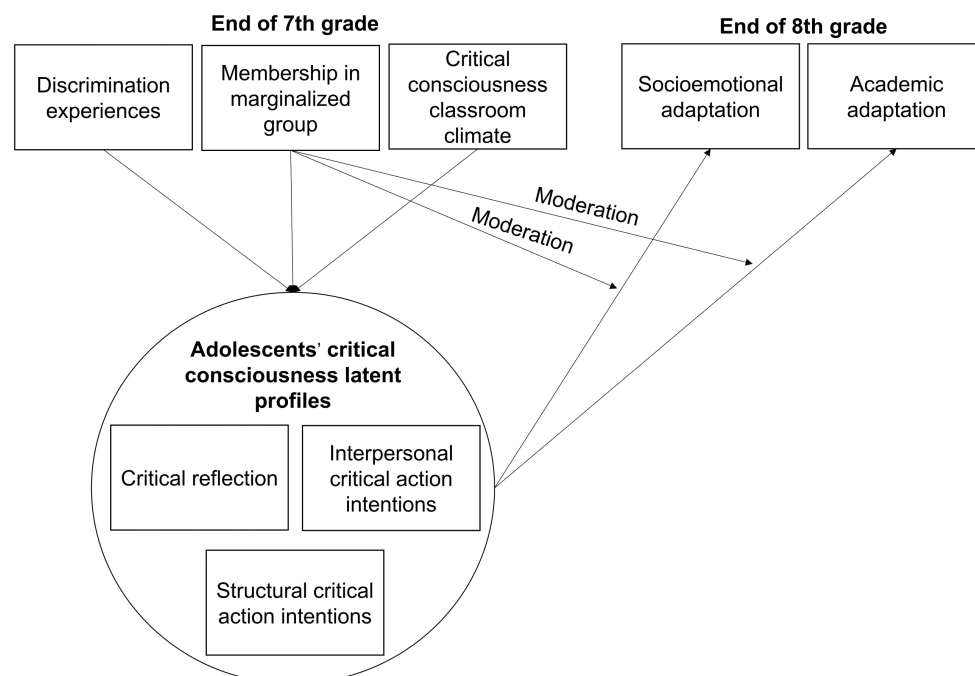 End of 7th grade
End of 8th grade
Discrimination
experiences
Membership in
marginalized
group
Critical
consciousness
classroom
climate
Socioemotional
adaptation
Academic
adaptation
Moderation
Moderation
Adolescents’ critical
consciousness latent
profiles
Critical reflection
Interpersonal
critical action
intentions
Structural critical
action intentions